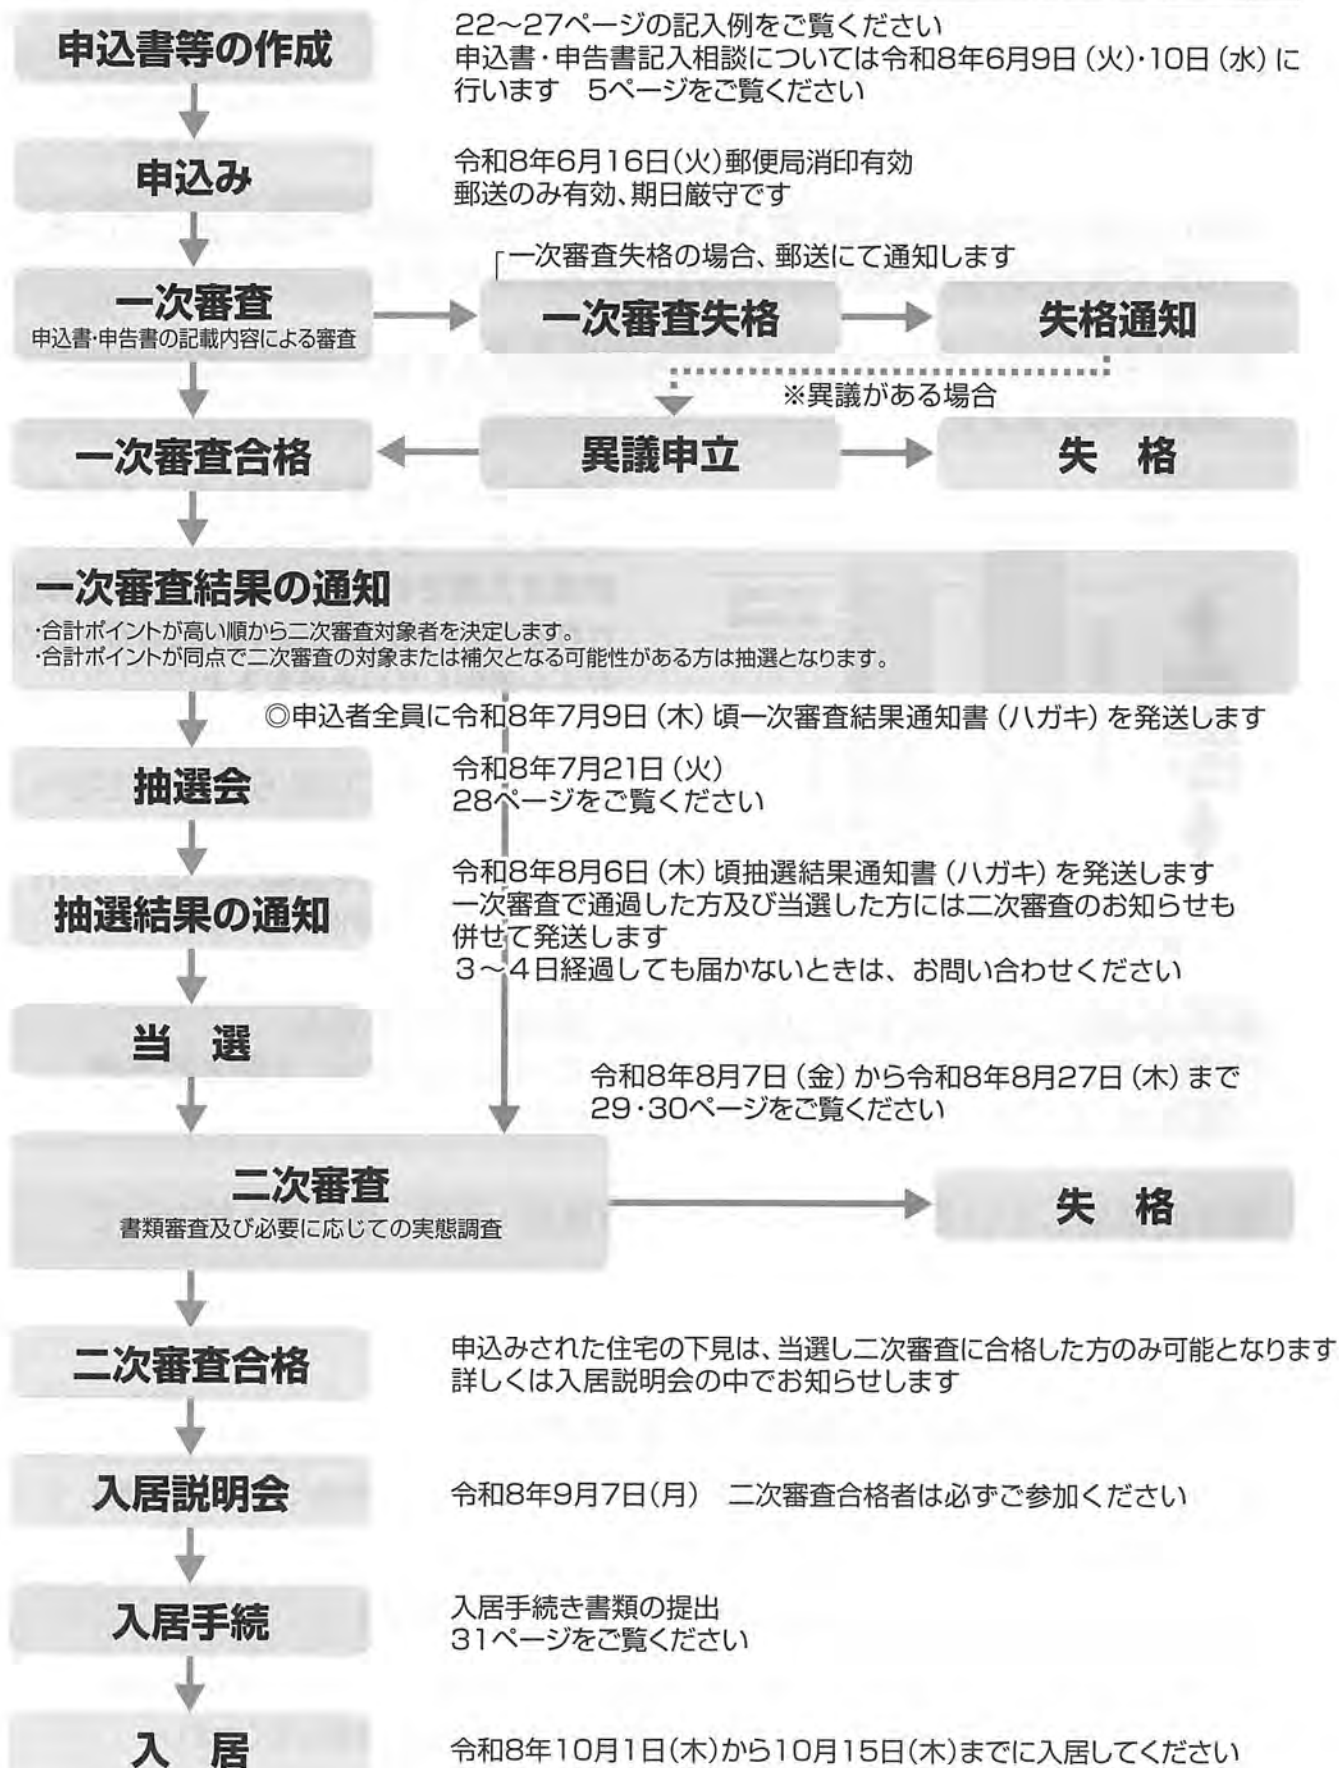 申込書等の作成
22～27ページの記入例をご覧ください
申込書・申告書記入相談については令和8年6月9日(火)・10日(水)に
行います　5ページをご覧ください
申込み
令和8年6月16日(火)郵便局消印有効
郵送のみ有効、期日厳守です
一次審査失格の場合、郵送にて通知します
一次審査
申込書・申告書の記載内容による審査
一次審査失格
失格通知
※異議がある場合
一次審査合格
異議申立
失　格
一次審査結果の通知
・合計ポイントが高い順から二次審査対象者を決定します。
・合計ポイントが同点で二次審査の対象または補欠となる可能性がある方は抽選となります。
◎申込者全員に令和8年7月9日(木)頃一次審査結果通知書(ハガキ)を発送します
抽選会
令和8年7月21日(火)
28ページをご覧ください
抽選結果の通知
令和8年8月6日(木)頃抽選結果通知書(ハガキ)を発送します
一次審査で通過した方及び当選した方には二次審査のお知らせも
併せて発送します
3～4日経過しても届かないときは、お問い合わせください
当　選
令和8年8月7日(金)から令和8年8月27日(木)まで
29・30ページをご覧ください
二次審査
書類審査及び必要に応じての実態調査
失　格
二次審査合格
申込みされた住宅の下見は、当選し二次審査に合格した方のみ可能となります
詳しくは入居説明会の中でお知らせします
入居説明会
令和8年9月7日(月)　二次審査合格者は必ずご参加ください
入居手続
入居手続き書類の提出
31ページをご覧ください
入　居
令和8年10月1日(木)から10月15日(木)までに入居してください